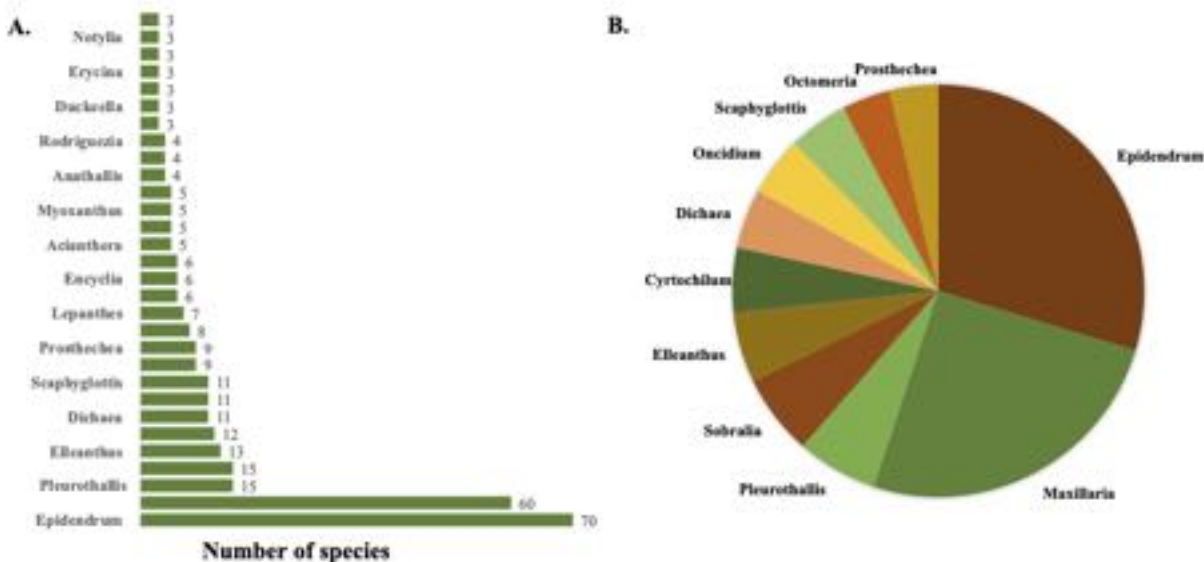 A.
3
Notylia 3
3
Erycina 3
3
Duckeella 3
3
Rodriguezia 4
4
Anathallis 4
5
Myoxanthus 5
5
Acianthera 5
6
Encyclia 6
6
Lepanthes 7
8
Prosthechea 9
9
Scaphyglottis 11
11
Dichaea 11
12
Elleanthus 13
15
Pleurothallis 15
60
Epidendrum 70
Number of species
B.
Prosthechea
Octomeria
Scaphyglottis
Epidendrum
Oncidium
Dichaea
Cyrtochilum
Elleanthus
Sobralia
Pleurothallis
Maxillaria